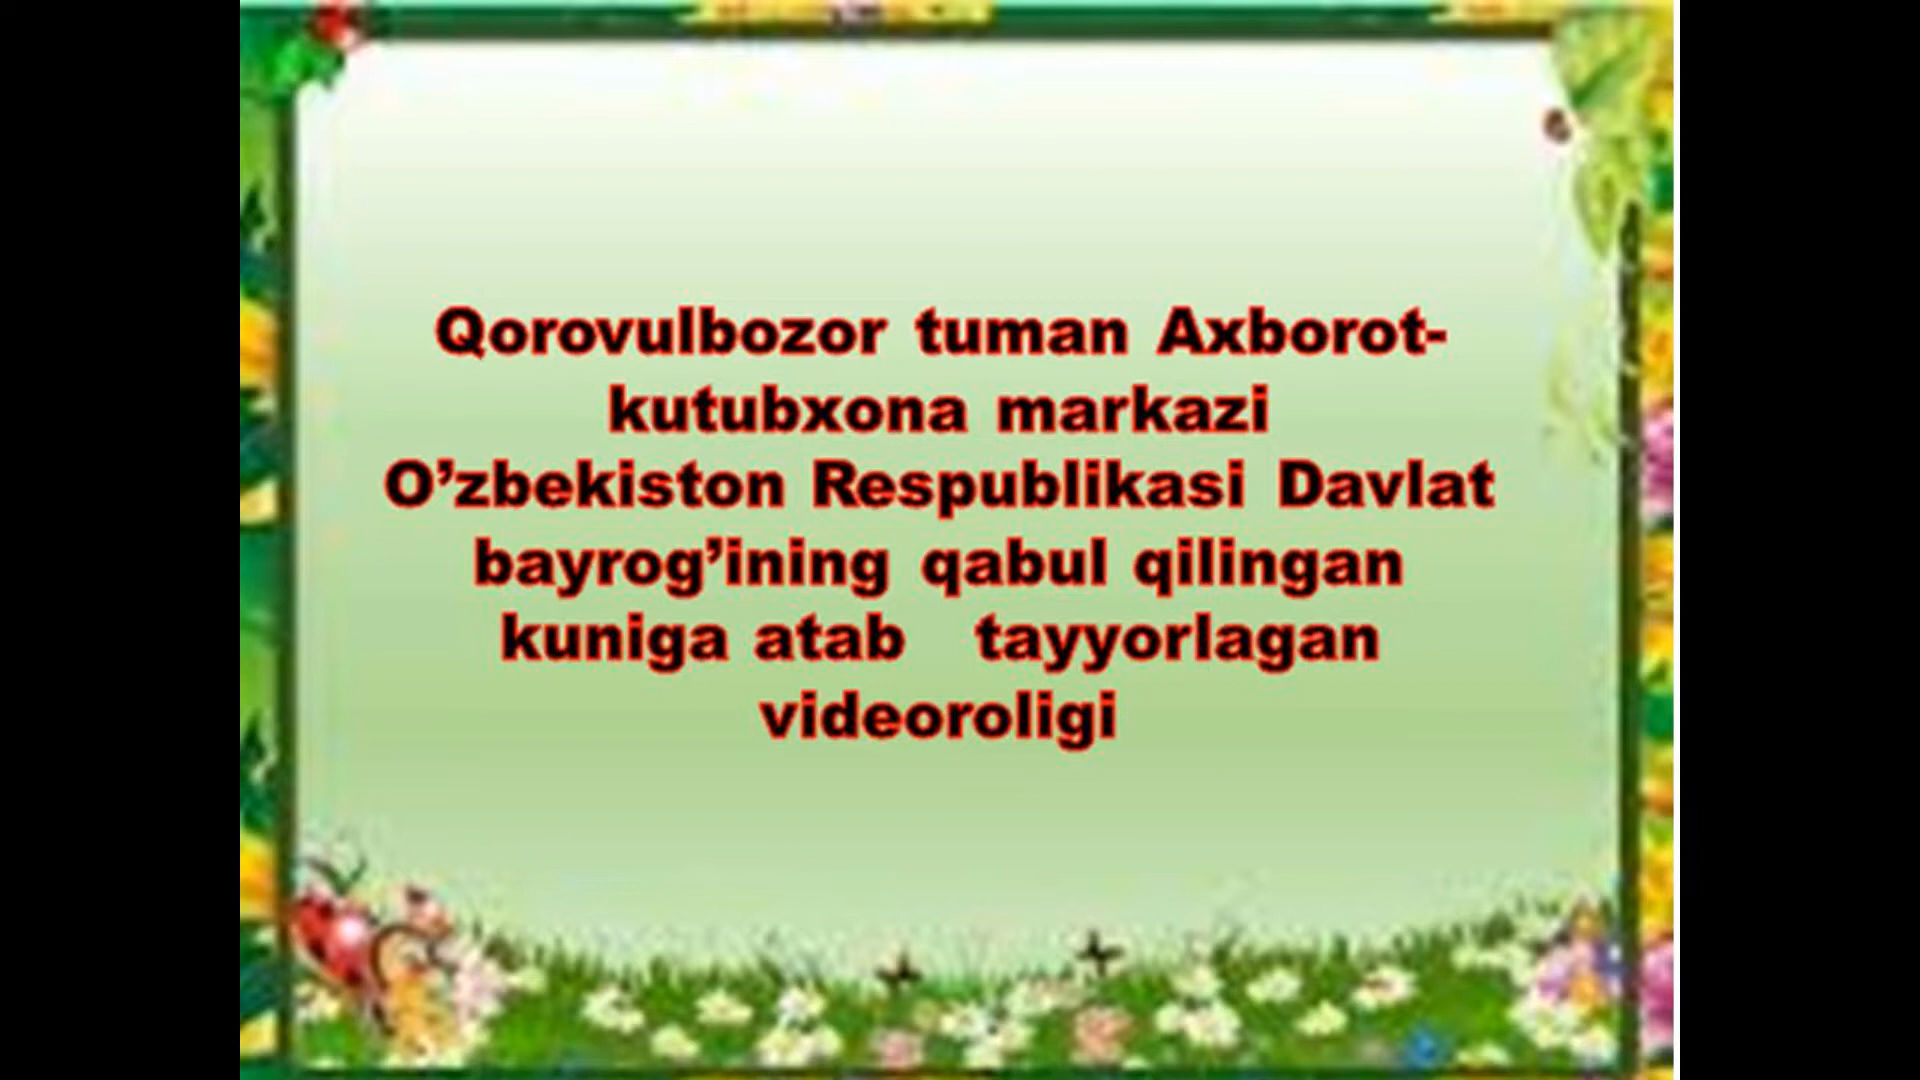 Qorovulbozor tuman Axborot-
kutubxona markazi
O’zbekiston Respublikasi Davlat
bayrog’ining qabul qilingan
kuniga atab tayyorlagan
videoroligi